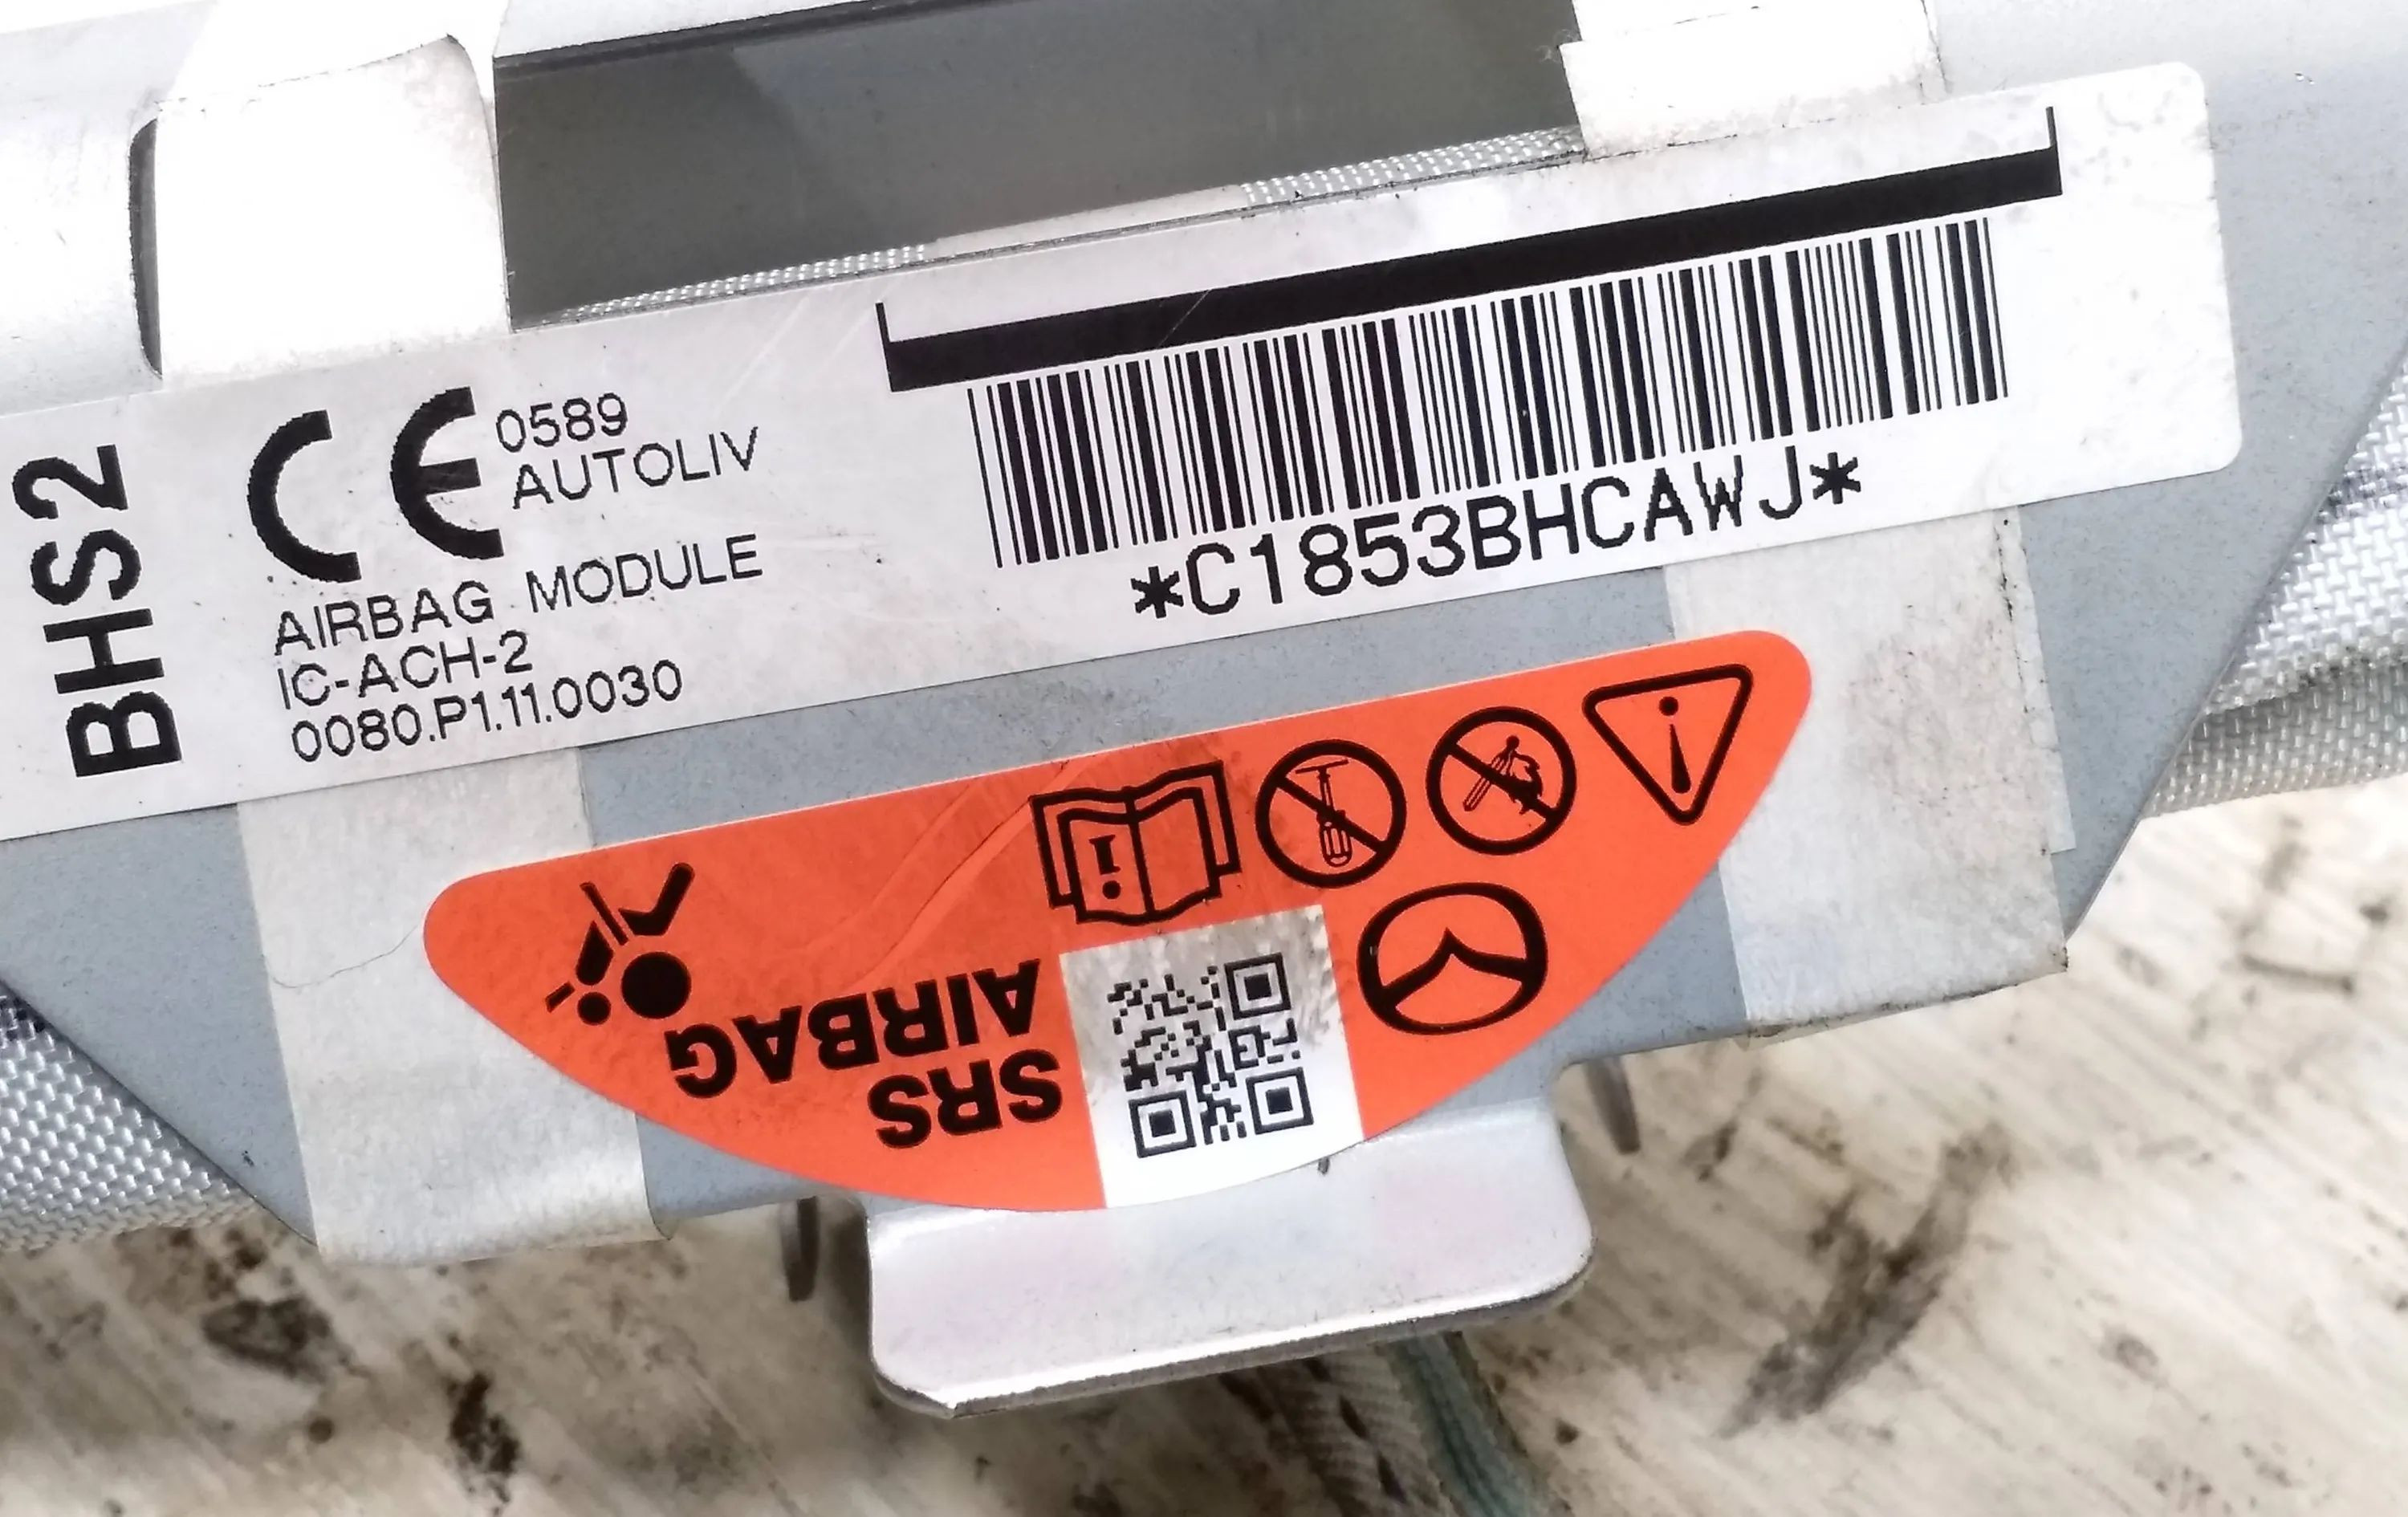 BHS2
CE
0589
AUTOLIV
AIRBAG MODULE
IC-ACH-2
0080.P1.11.0030
*C1853BHCAWJ*
SRS
AIRBAG